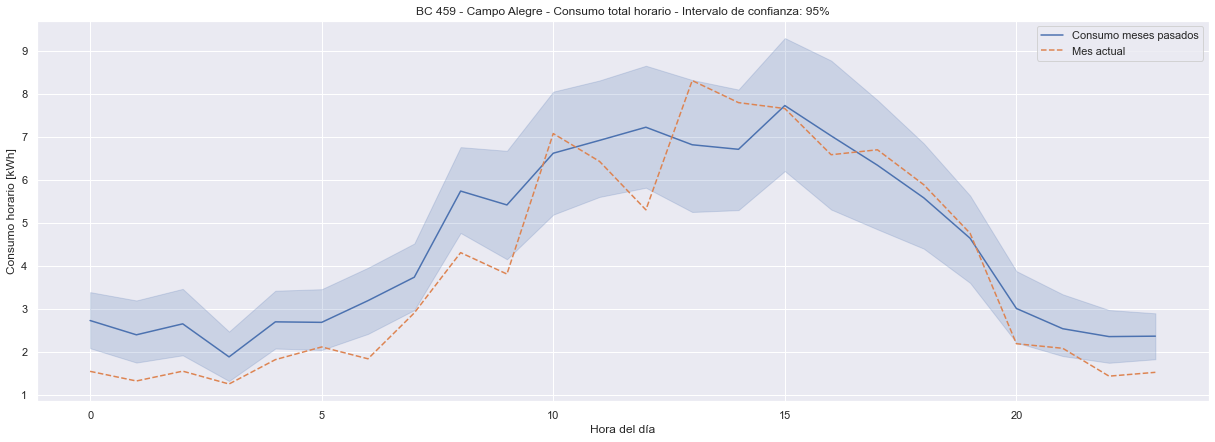 BC 459 - Campo Alegre - Consumo total horario - Intervalo de confianza: 95%
Consumo meses pasados
Mes actual
Consumo horario [kWh]
9
8
7
6
5
4
3
2
1
0
5
10
15
20
Hora del día